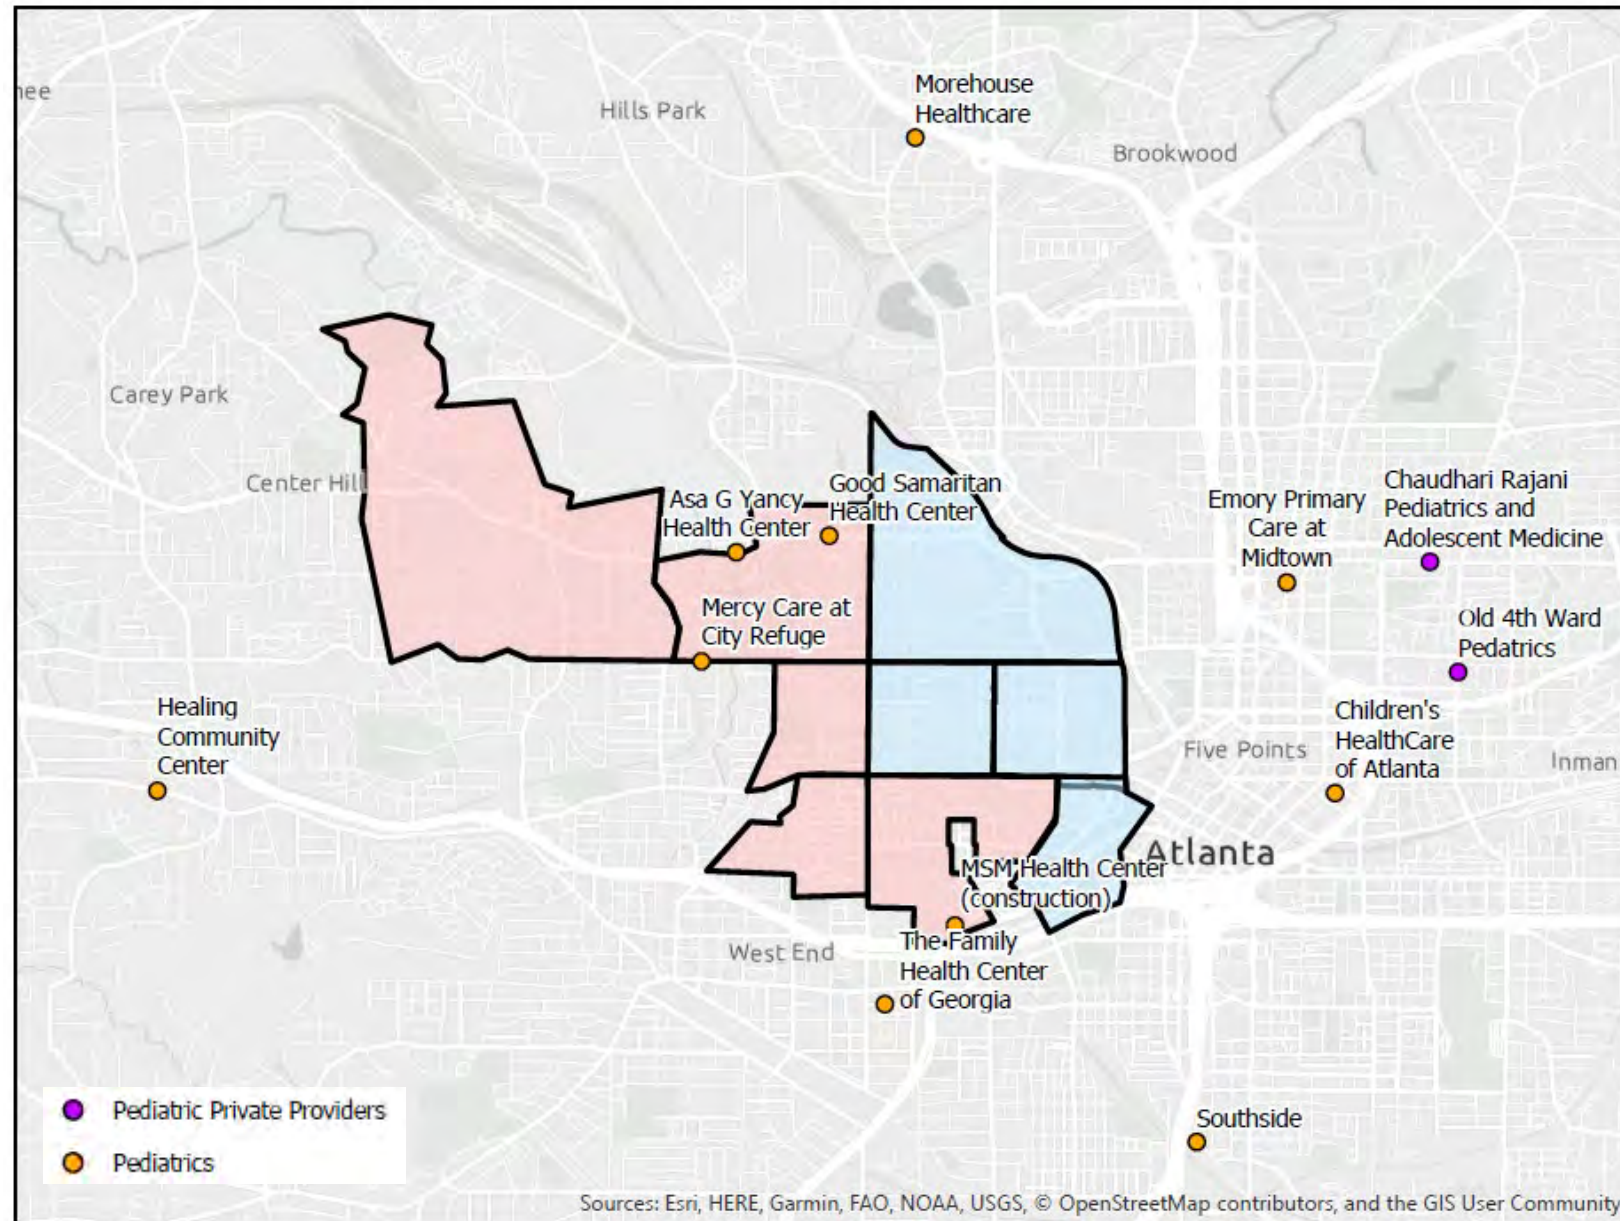 Morehouse
Healthcare
Hills Park
Brookwood
Carey Park
Center Hill
Asa G Yancy
Health Center
Good Samaritan
Health Center
Emory Primary
Care at
Midtown
Chaudhari Rajani
Pediatrics and
Adolescent Medicine
Mercy Care at
City Refuge
Old 4th Ward
Pedatrics
Healing
Community
Center
Children's
HealthCare
of Atlanta
Five Points
Inman
Atlanta
MSM Health Center
(construction)
West End
The Family
Health Center
of Georgia
Pediatric Private Providers
Pediatrics
Southside
Sources: Esri, HERE, Garmin, FAO, NOAA, USGS, © OpenStreetMap contributors, and the GIS User Community